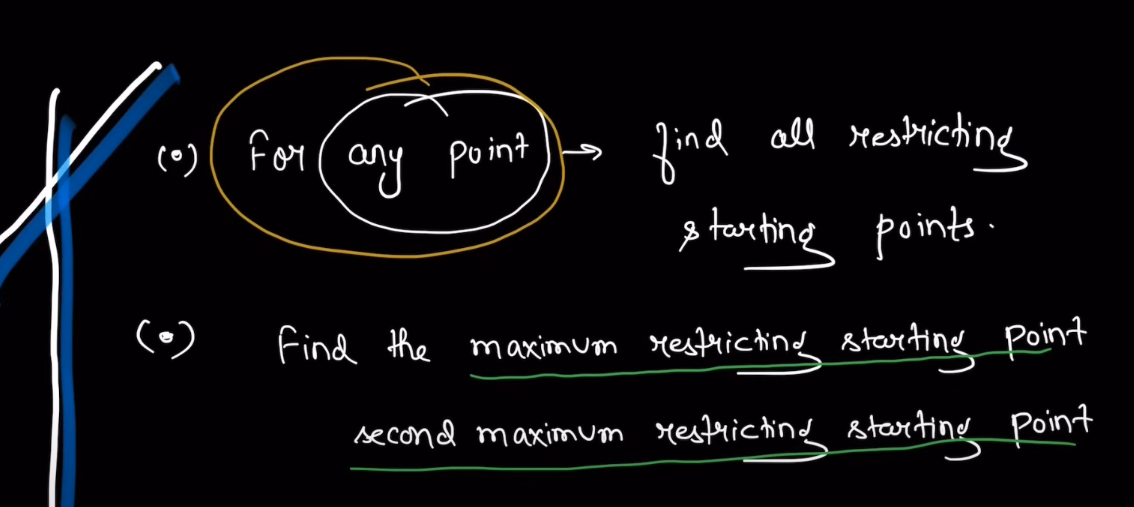 (•) For any point → find all restricting
starting points.
(•) Find the maximum restricting starting point
second maximum restricting starting point